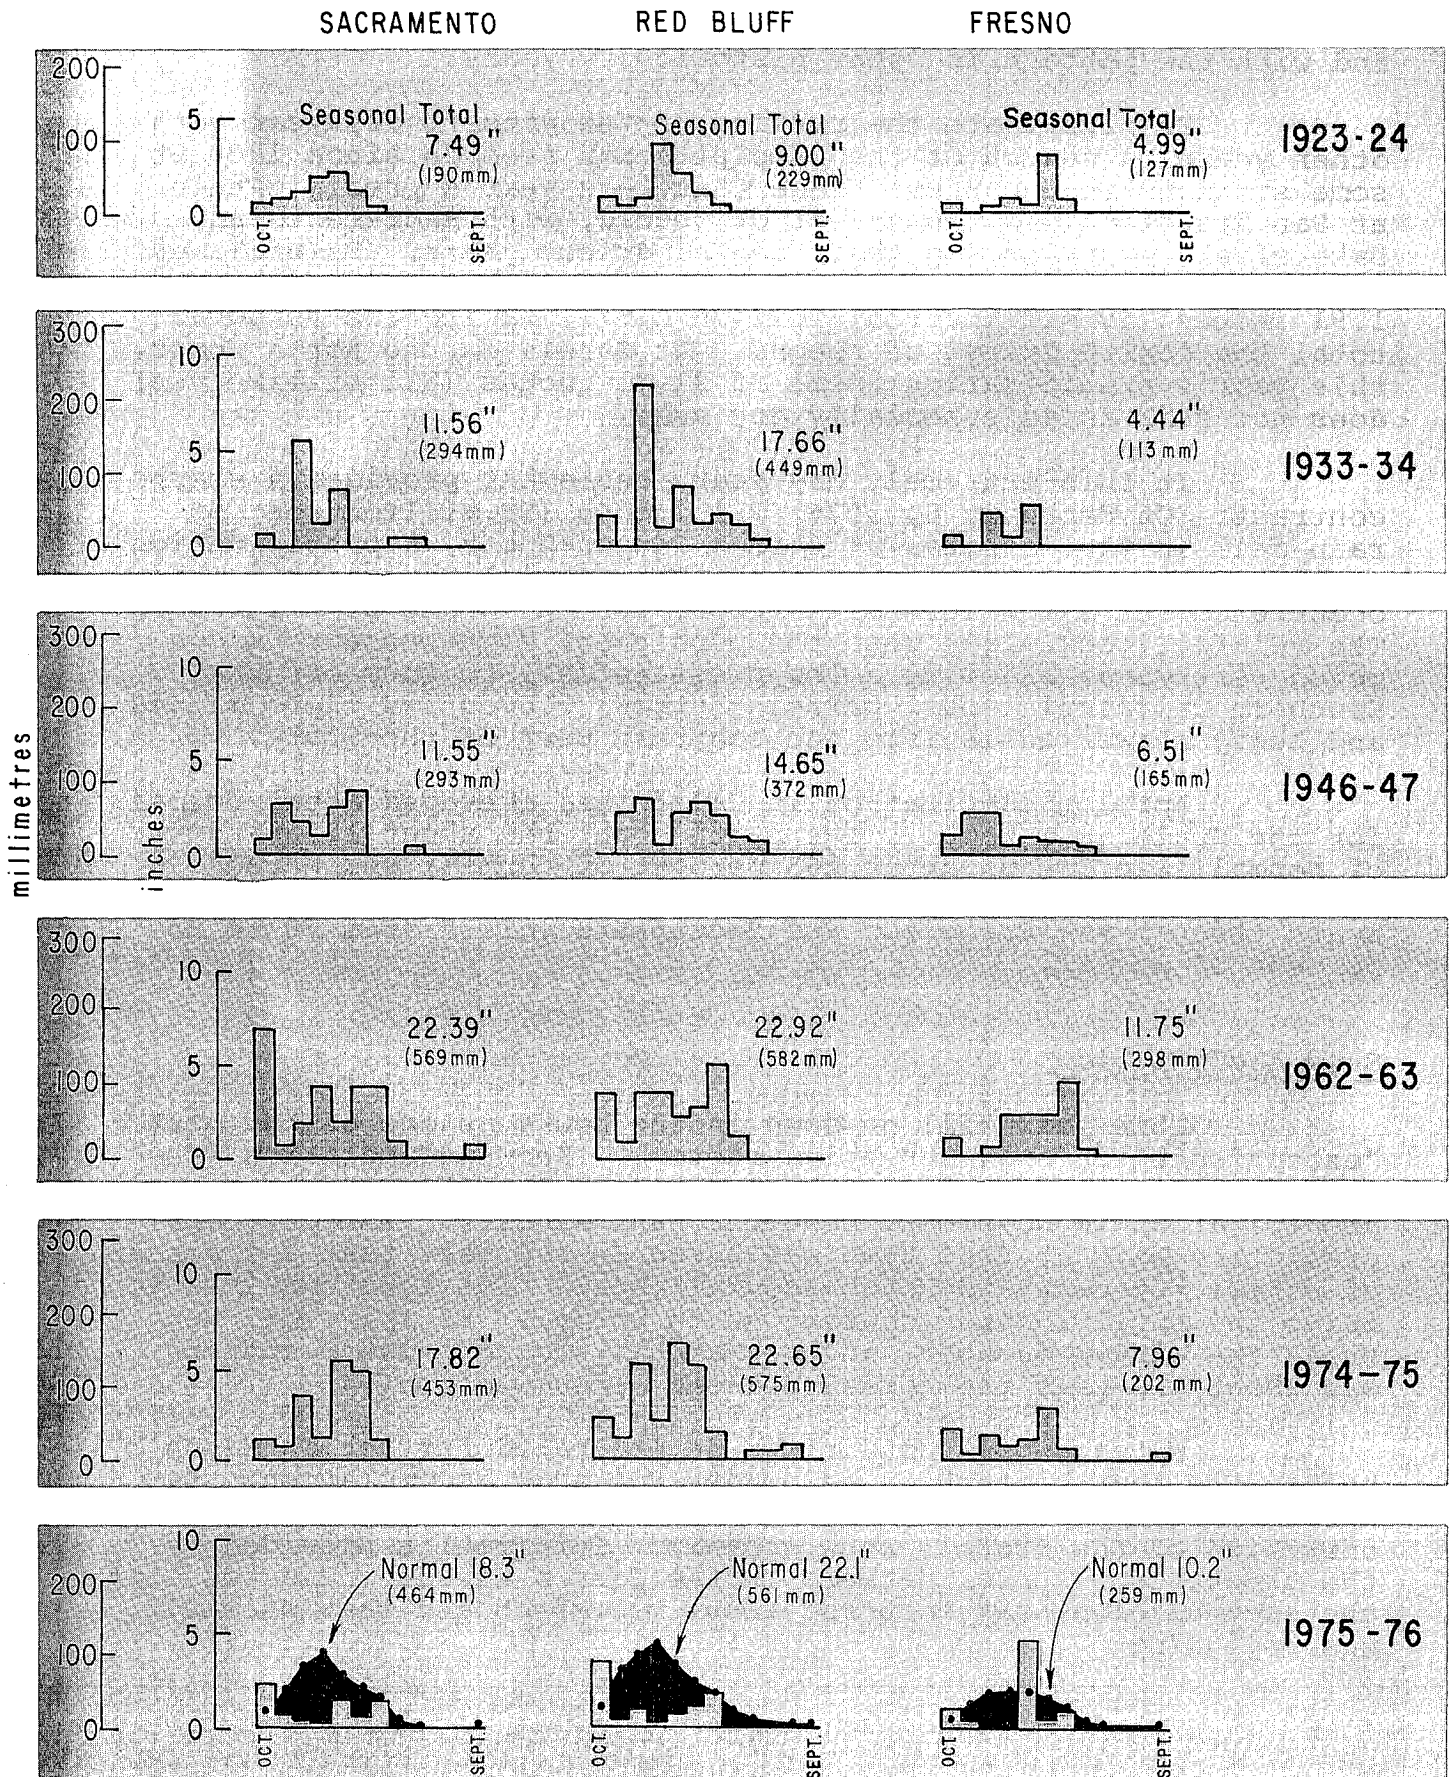 SACRAMENTO RED BLUFF FRESNO
200
100
0
5
0
Seasonal Total
7.49"
(190mm)
Seasonal Total
9.00"
(229mm)
Seasonal Total
4.99"
(127mm)
1923-24
OCT.
SEPT.
OCT.
SEPT.
OCT.
SEPT.
300
200
100
0
10
5
0
11.56"
(294mm)
17.66"
(449mm)
4.44"
(113mm)
1933-34
millimetres
inches
300
200
100
0
10
5
0
11.55"
(293mm)
14.65"
(372mm)
6.51"
(165mm)
1946-47
300
200
100
0
10
5
0
22.39"
(569mm)
22.92"
(582mm)
11.75"
(298mm)
1962-63
300
200
100
0
10
5
0
17.82"
(453mm)
22.65"
(575mm)
7.96"
(202 mm)
1974-75
200
100
0
10
5
0
Normal 18.3"
(464mm)
Normal 22.1"
(561mm)
Normal 10.2"
(259 mm)
1975-76
OCT.
SEPT.
OCT.
SEPT.
OCT.
SEPT.